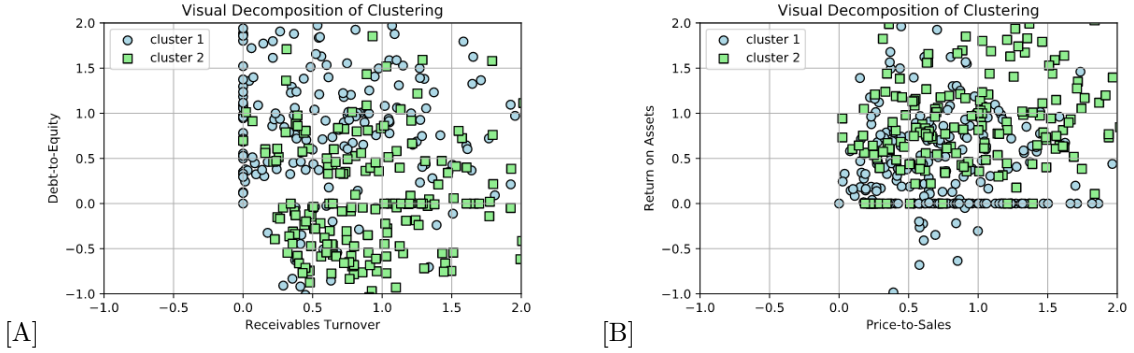 Visual Decomposition of Clustering
cluster 1
cluster 2
2.0
1.5
1.0
0.5
0.0
−0.5
−1.0
Debt-to-Equity
−1.0
−0.5
0.0
0.5
1.0
1.5
2.0
Receivables Turnover
[A]
Visual Decomposition of Clustering
cluster 1
cluster 2
2.0
1.5
1.0
0.5
0.0
−0.5
−1.0
Return on Assets
−1.0
−0.5
0.0
0.5
1.0
1.5
2.0
Price-to-Sales
[B]